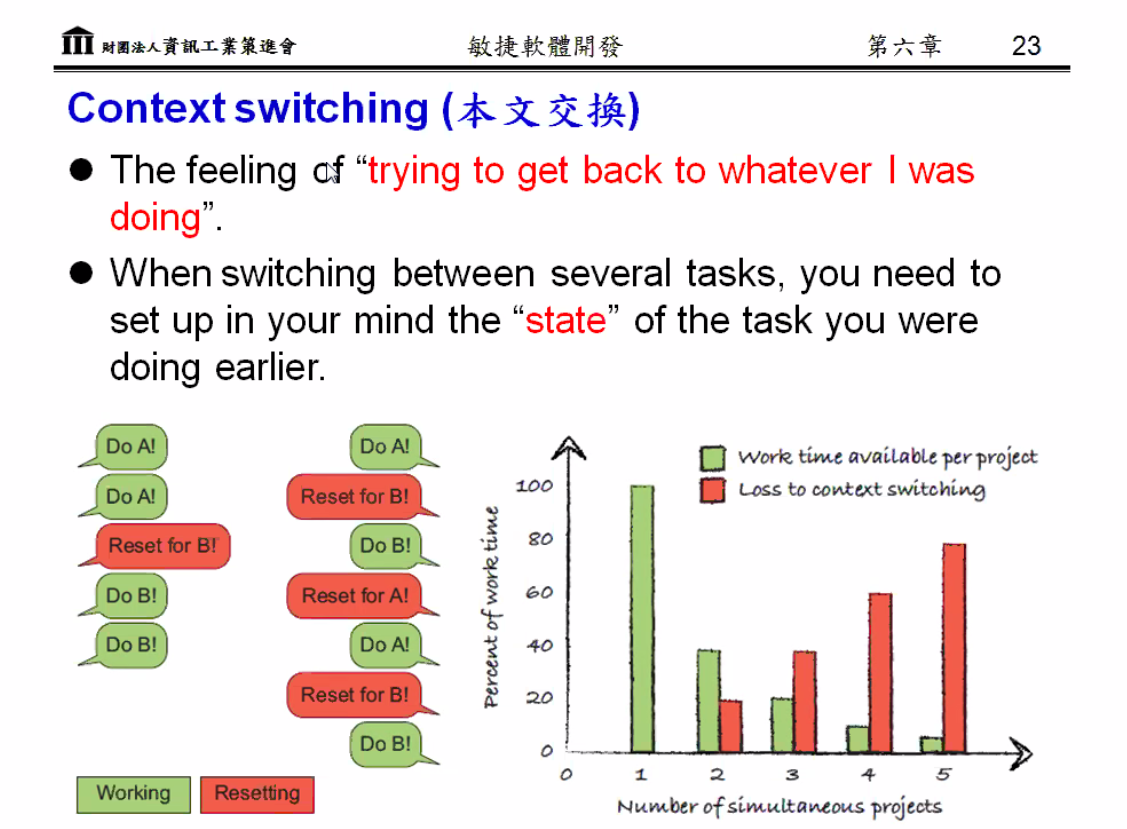 財團法人資訊工業策進會 敏捷軟體開發 第六章 23
Context switching (本文交換)
● The feeling of “trying to get back to whatever I was
doing”.
● When switching between several tasks, you need to
set up in your mind the “state” of the task you were
doing earlier.
Do A!
Do A!
Reset for B!
Do B!
Do B!
Do A!
Reset for B!
Do B!
Reset for A!
Do A!
Reset for B!
Do B!
Working
Resetting
Work time available per project
Loss to context switching
Percent of work time
100
80
60
40
20
0
0 1 2 3 4 5
Number of simultaneous projects